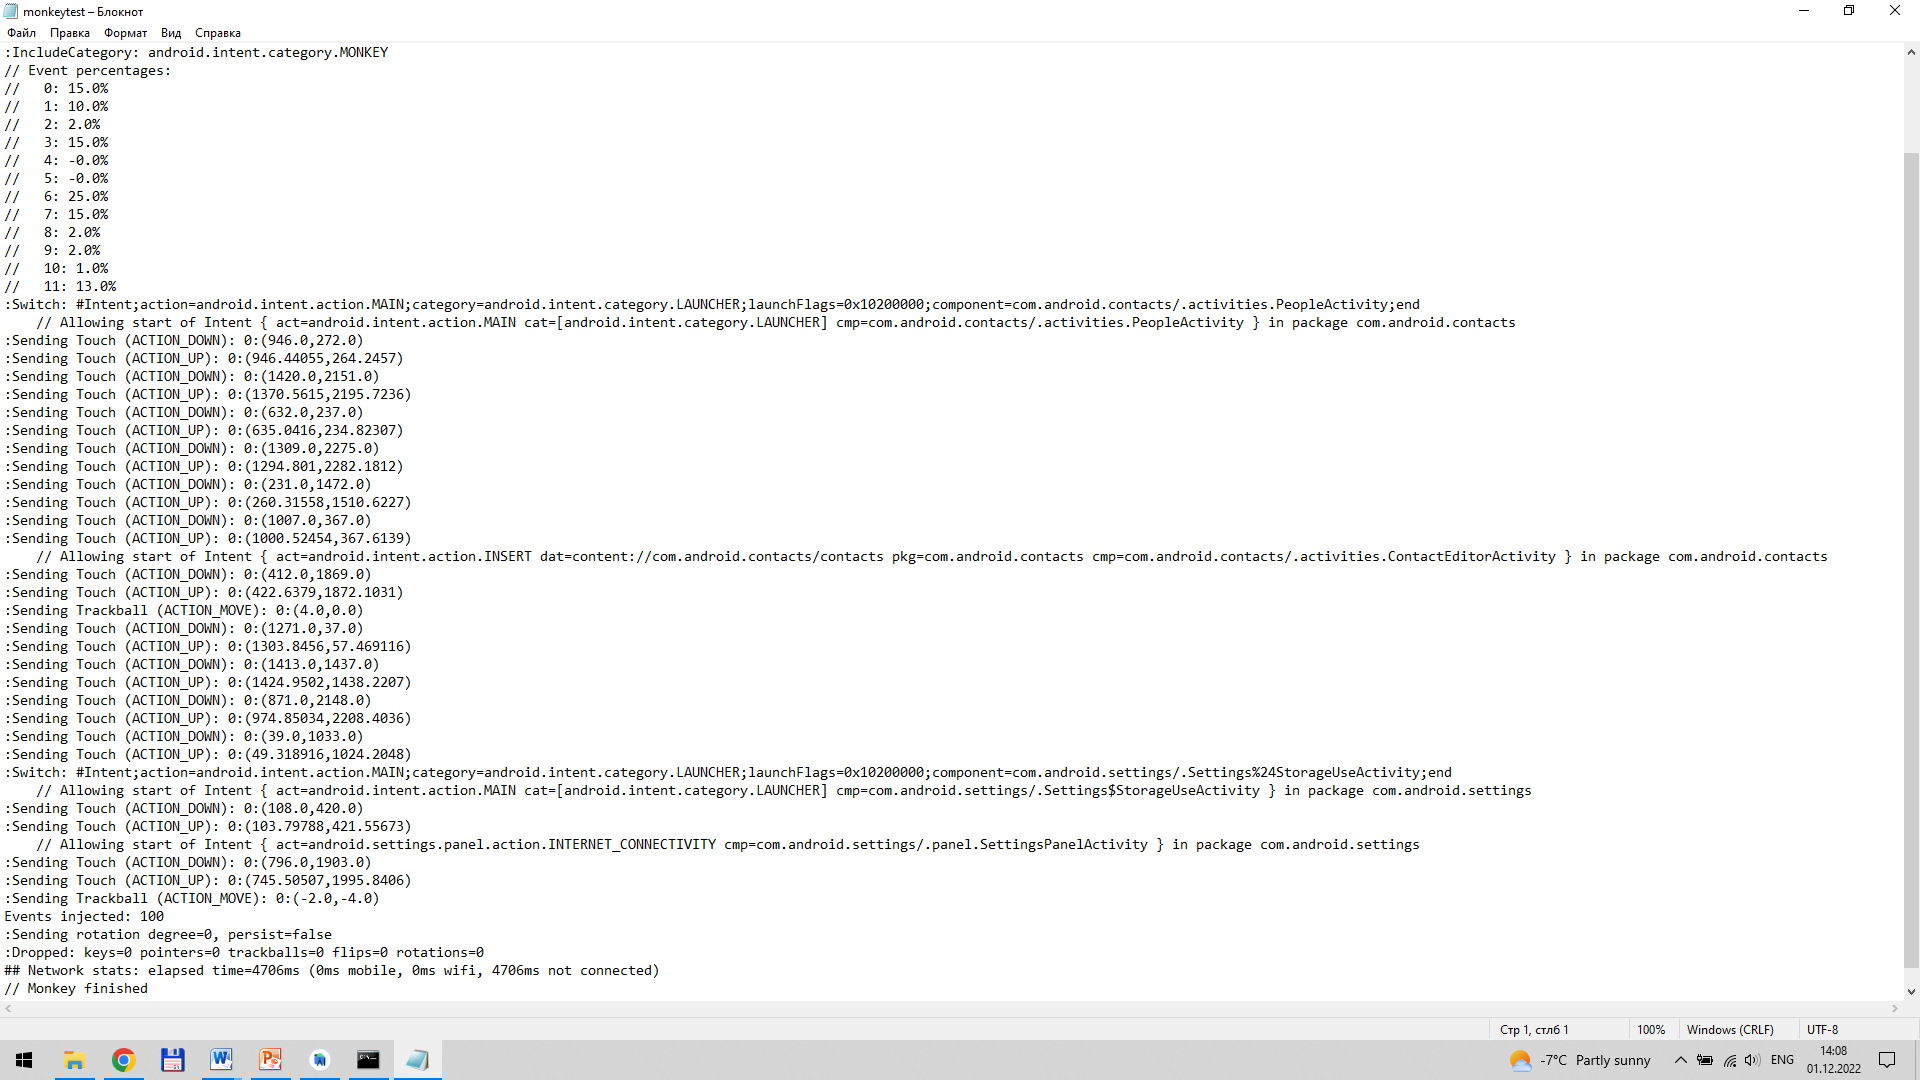 monkeytest – Блокнот
Файл Правка Формат Вид Справка
:IncludeCategory: android.intent.category.MONKEY
// Event percentages:
//   0: 15.0%
//   1: 10.0%
//   2: 2.0%
//   3: 15.0%
//   4: -0.0%
//   5: -0.0%
//   6: 25.0%
//   7: 15.0%
//   8: 2.0%
//   9: 2.0%
//   10: 1.0%
//   11: 13.0%
:Switch: #Intent;action=android.intent.action.MAIN;category=android.intent.category.LAUNCHER;launchFlags=0x10200000;component=com.android.contacts/.activities.PeopleActivity;end
    // Allowing start of Intent { act=android.intent.action.MAIN cat=[android.intent.category.LAUNCHER] cmp=com.android.contacts/.activities.PeopleActivity } in package com.android.contacts
:Sending Touch (ACTION_DOWN): 0:(946.0,272.0)
:Sending Touch (ACTION_UP): 0:(946.44055,264.2457)
:Sending Touch (ACTION_DOWN): 0:(1420.0,2151.0)
:Sending Touch (ACTION_UP): 0:(1370.5615,2195.7236)
:Sending Touch (ACTION_DOWN): 0:(632.0,237.0)
:Sending Touch (ACTION_UP): 0:(635.0416,234.82307)
:Sending Touch (ACTION_DOWN): 0:(1309.0,2275.0)
:Sending Touch (ACTION_UP): 0:(1294.801,2282.1812)
:Sending Touch (ACTION_DOWN): 0:(231.0,1472.0)
:Sending Touch (ACTION_UP): 0:(260.31558,1510.6227)
:Sending Touch (ACTION_DOWN): 0:(1007.0,367.0)
:Sending Touch (ACTION_UP): 0:(1000.52454,367.6139)
    // Allowing start of Intent { act=android.intent.action.INSERT dat=content://com.android.contacts/contacts pkg=com.android.contacts cmp=com.android.contacts/.activities.ContactEditorActivity } in package com.android.contacts
:Sending Touch (ACTION_DOWN): 0:(412.0,1869.0)
:Sending Touch (ACTION_UP): 0:(422.6379,1872.1031)
:Sending Trackball (ACTION_MOVE): 0:(4.0,0.0)
:Sending Touch (ACTION_DOWN): 0:(1271.0,37.0)
:Sending Touch (ACTION_UP): 0:(1303.8456,57.469116)
:Sending Touch (ACTION_DOWN): 0:(1413.0,1437.0)
:Sending Touch (ACTION_UP): 0:(1424.9502,1438.2207)
:Sending Touch (ACTION_DOWN): 0:(871.0,2148.0)
:Sending Touch (ACTION_UP): 0:(974.85034,2208.4036)
:Sending Touch (ACTION_DOWN): 0:(39.0,1033.0)
:Sending Touch (ACTION_UP): 0:(49.318916,1024.2048)
:Switch: #Intent;action=android.intent.action.MAIN;category=android.intent.category.LAUNCHER;launchFlags=0x10200000;component=com.android.settings/.Settings%24StorageUseActivity;end
    // Allowing start of Intent { act=android.intent.action.MAIN cat=[android.intent.category.LAUNCHER] cmp=com.android.settings/.Settings$StorageUseActivity } in package com.android.settings
:Sending Touch (ACTION_DOWN): 0:(108.0,420.0)
:Sending Touch (ACTION_UP): 0:(103.79788,421.55673)
    // Allowing start of Intent { act=android.settings.panel.action.INTERNET_CONNECTIVITY cmp=com.android.settings/.panel.SettingsPanelActivity } in package com.android.settings
:Sending Touch (ACTION_DOWN): 0:(796.0,1903.0)
:Sending Touch (ACTION_UP): 0:(745.50507,1995.8406)
:Sending Trackball (ACTION_MOVE): 0:(-2.0,-4.0)
Events injected: 100
:Sending rotation degree=0, persist=false
:Dropped: keys=0 pointers=0 trackballs=0 flips=0 rotations=0
## Network stats: elapsed time=4706ms (0ms mobile, 0ms wifi, 4706ms not connected)
// Monkey finished
Стр 1, стлб 1 100% Windows (CRLF) UTF-8
-7°C Partly sunny ENG 14:08
01.12.2022